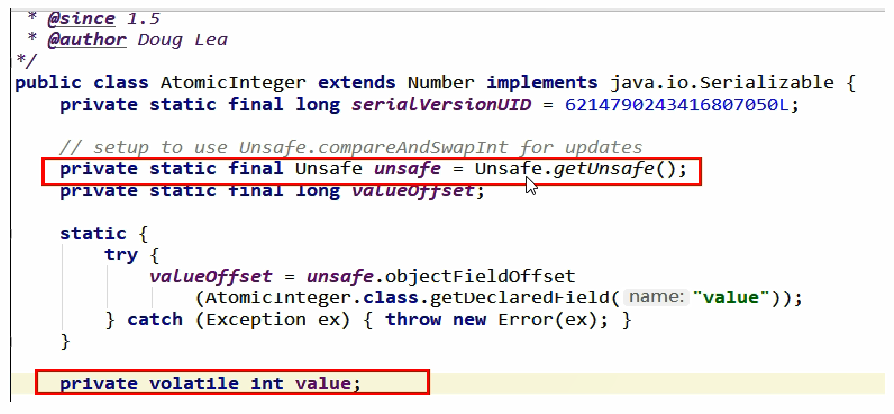 * @since 1.5
* @author Doug Lea
*/
public class AtomicInteger extends Number implements java.io.Serializable {
private static final long serialVersionUID = 6214790243416807050L;
// setup to use Unsafe.compareAndSwapInt for updates
private static final Unsafe unsafe = Unsafe.getUnsafe();
private static final long valueOffset;
static {
try {
valueOffset = unsafe.objectFieldOffset
(AtomicInteger.class.getDeclaredField( name: "value"));
} catch (Exception ex) { throw new Error(ex); }
}
private volatile int value;